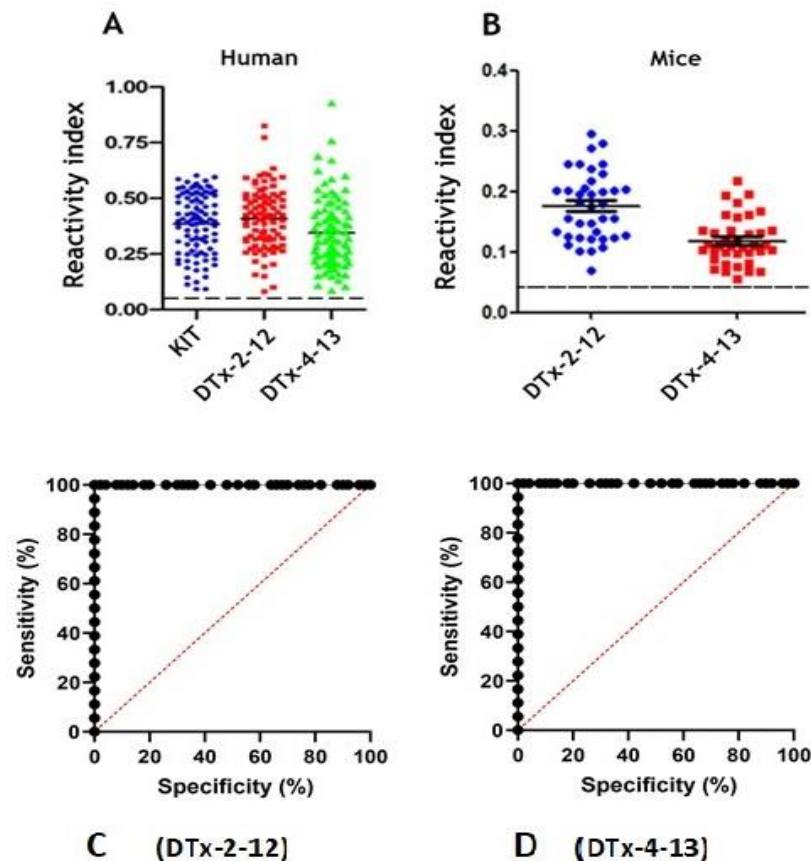 A
Human
Reactivity index
1.00
0.75
0.50
0.25
0.00
KIT
DTx-2-12
DTx-4-13
B
Mice
Reactivity index
0.4
0.3
0.2
0.1
0.0
DTx-2-12
DTx-4-13
Sensitivity (%)
100
80
60
40
20
0
0 20 40 60 80 100
Specificity (%)
C (DTx-2-12)
Sensitivity (%)
100
80
60
40
20
0
0 20 40 60 80 100
Specificity (%)
D (DTx-4-13)